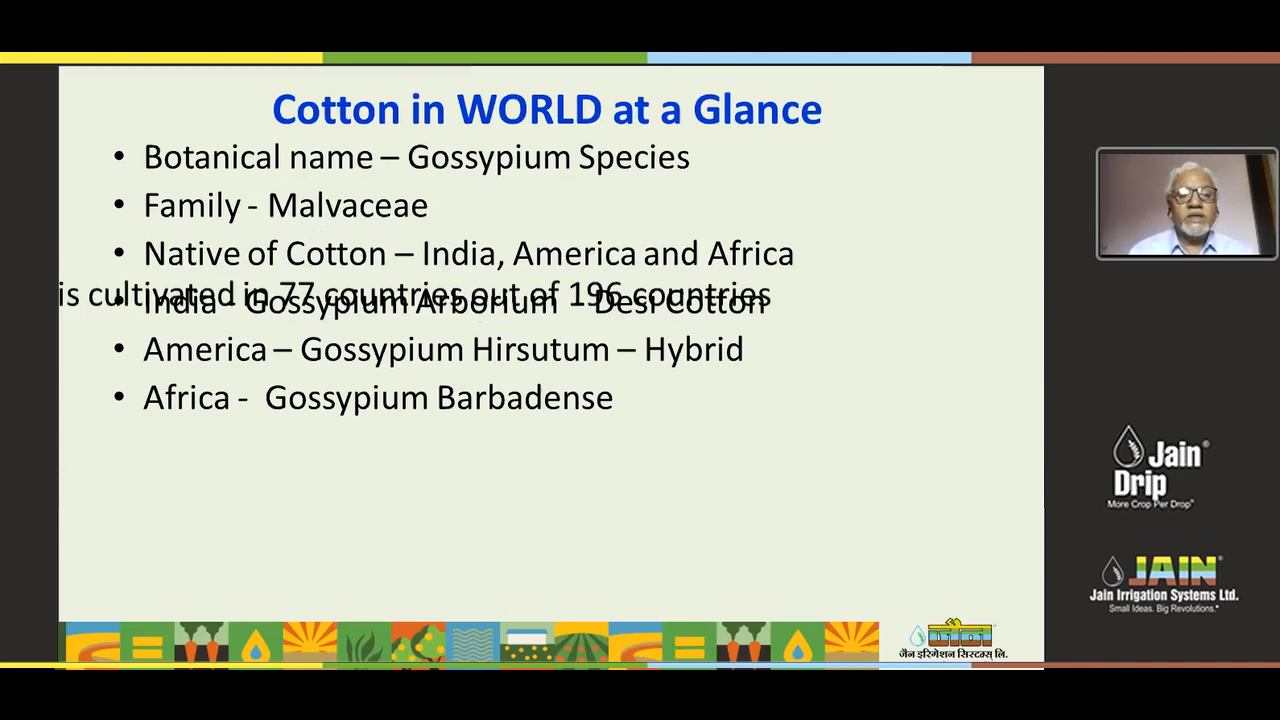 Cotton in WORLD at a Glance
• Botanical name – Gossypium Species
• Family - Malvaceae
• Native of Cotton – India, America and Africa
is cultivated in 77 countries out of 196 countries
• India - Gossypium Arborium – Desi Cotton
• America – Gossypium Hirsutum – Hybrid
• Africa - Gossypium Barbadense
Jain®
Drip
More Crop Per Drop®
JAIN®
Jain Irrigation Systems Ltd.
Small Ideas. Big Revolutions.®
जैन
जैन इरिगेशन सिस्टम्स् लि.